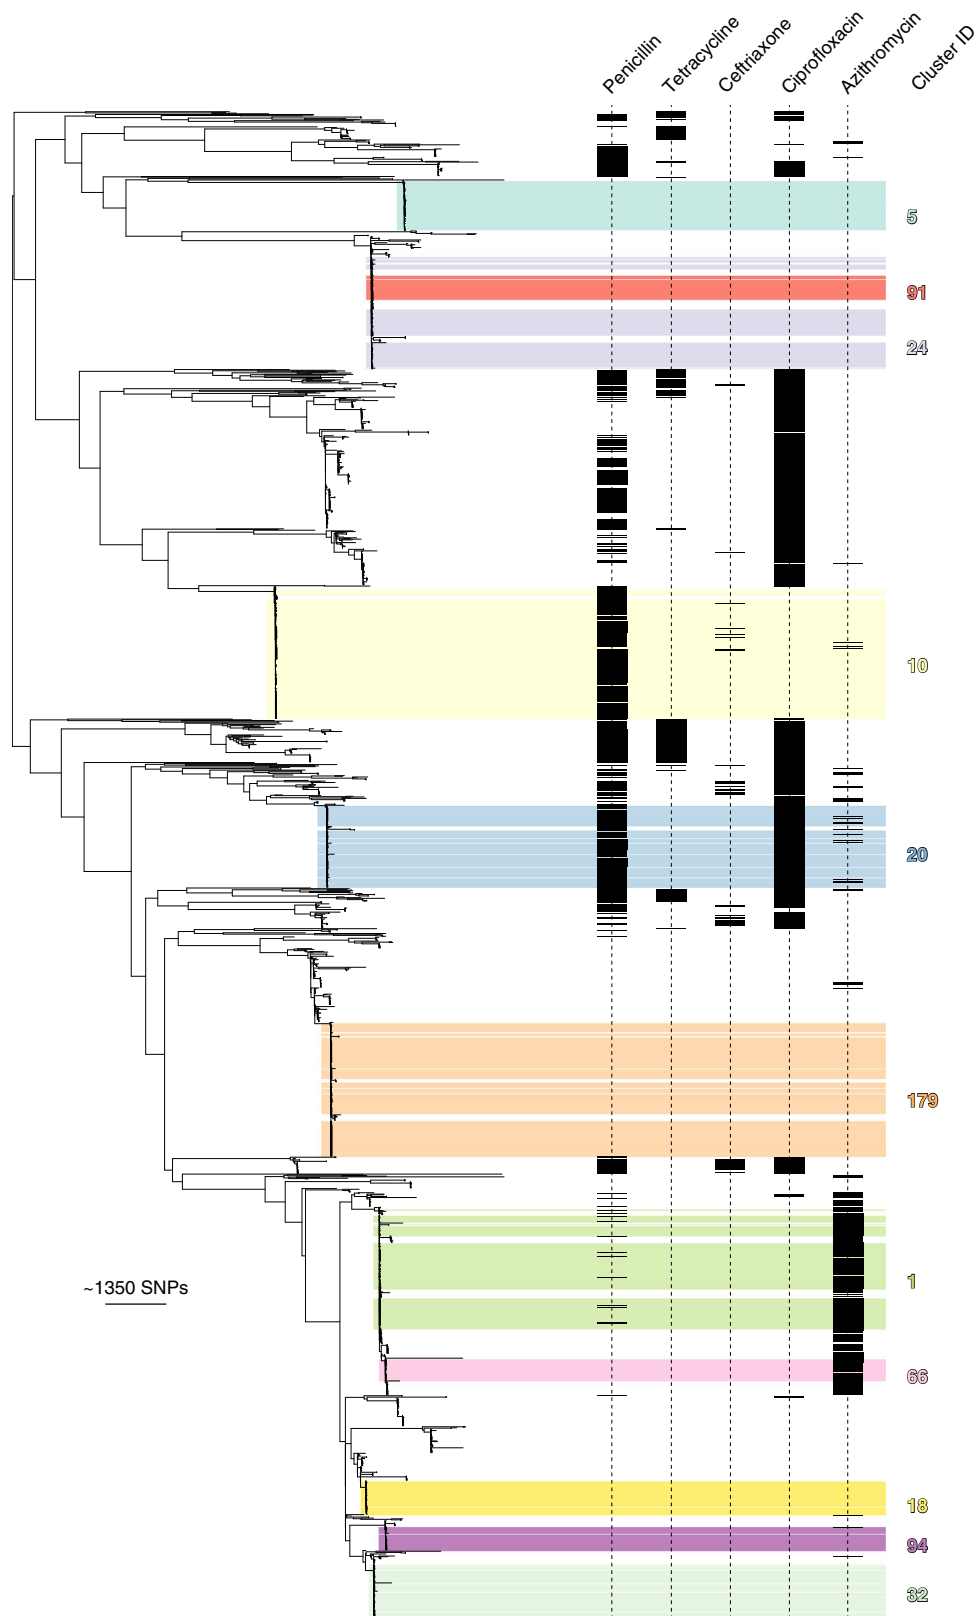 Penicillin
Tetracycline
Ceftriaxone
Ciprofloxacin
Azithromycin
Cluster ID
5
91
24
10
20
179
~1350 SNPs
1
66
18
94
32